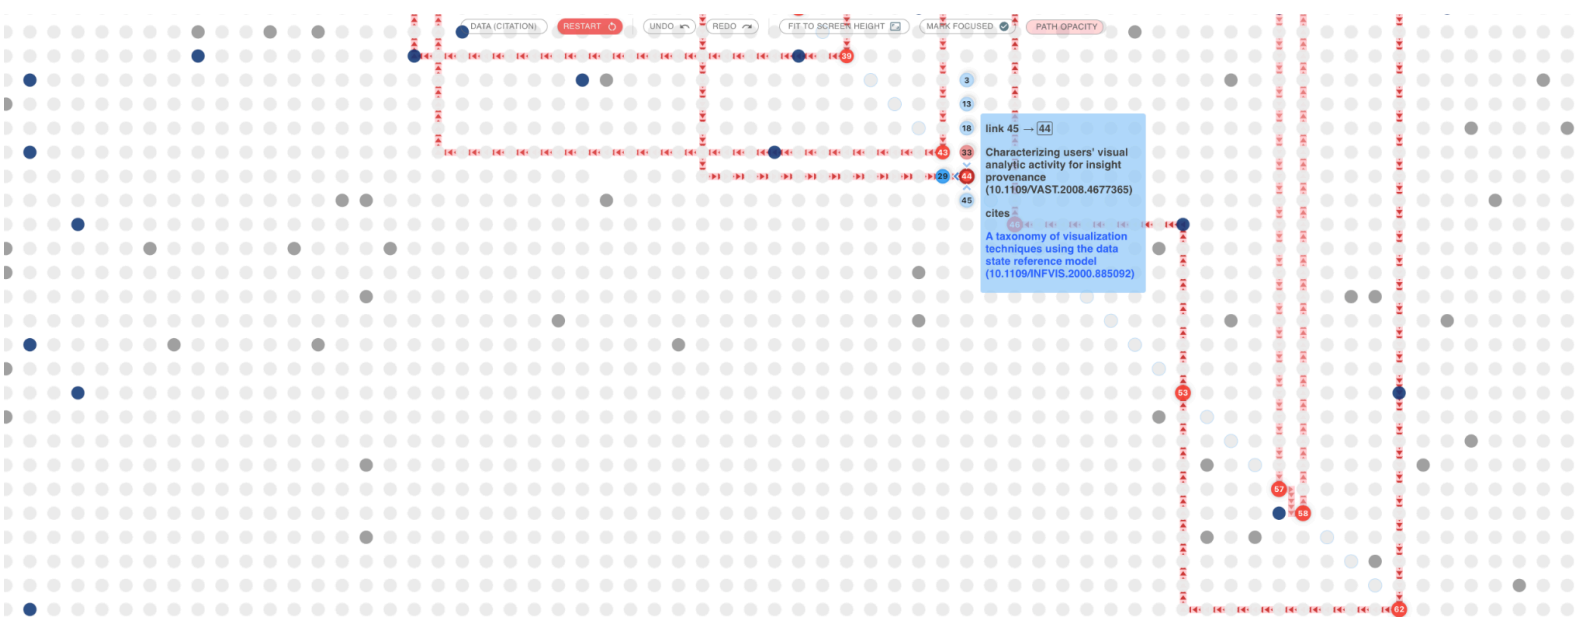 DATA (CITATION) RESTART UNDO REDO FIT TO SCREEN HEIGHT MARK FOCUSED PATH OPACITY
39
3
13
18
link 45 → 44
43
33
Characterizing users' visual
analytic activity for insight
provenance
29
44
(10.1109/VAST.2008.4677365)
45
cites
46
A taxonomy of visualization
techniques using the data
state reference model
(10.1109/INFVIS.2000.885092)
53
57
58
62